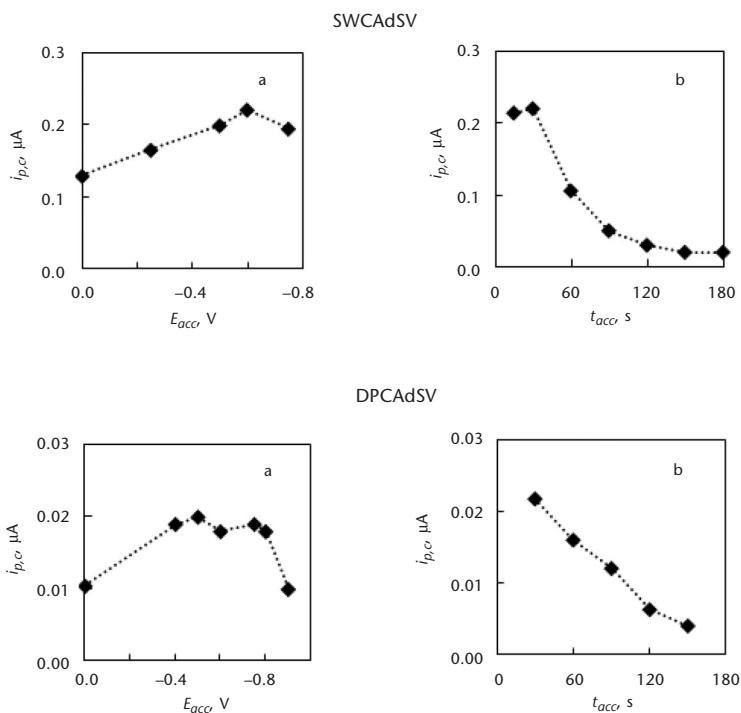 SWCAdSV
0.3
0.2
0.1
0.0
i_p,c, μA
a
0.0 –0.4 –0.8
E_acc, V
0.3
0.2
0.1
0.0
i_p,c, μA
b
0 60 120 180
t_acc, s
DPCAdSV
0.03
0.02
0.01
0.00
i_p,c, μA
a
0.0 –0.4 –0.8
E_acc, V
0.03
0.02
0.01
0.00
i_p,c, μA
b
0 60 120 180
t_acc, s